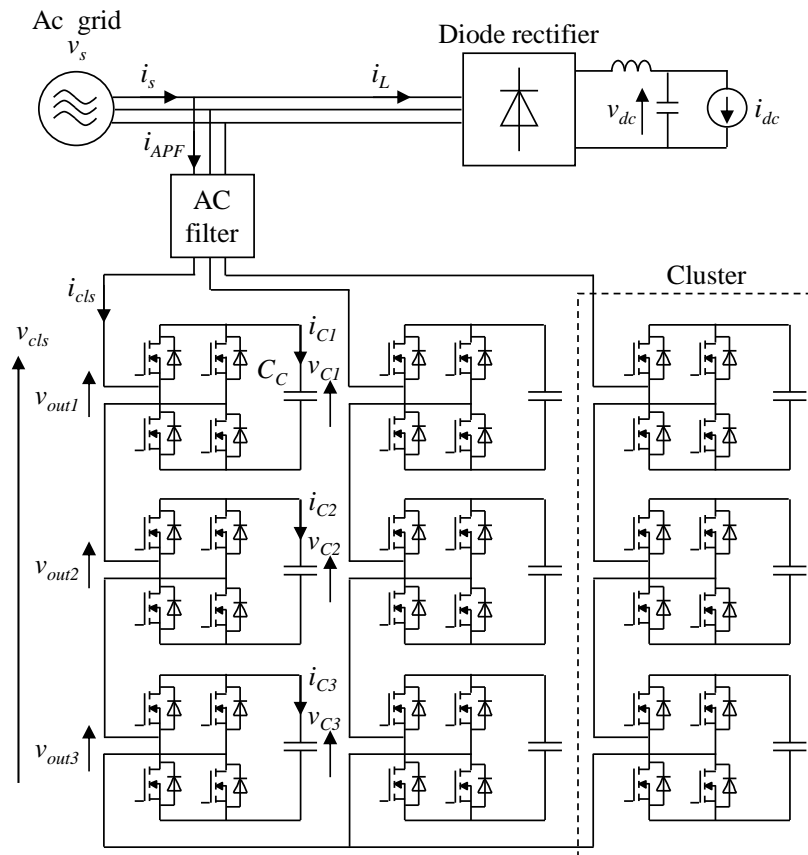 Ac grid
v_s
Diode rectifier
i_s
i_L
v_dc
i_dc
i_APF
AC
filter
Cluster
i_cls
v_cls
i_C1
C_C
v_C1
v_out1
i_C2
v_C2
v_out2
i_C3
v_C3
v_out3